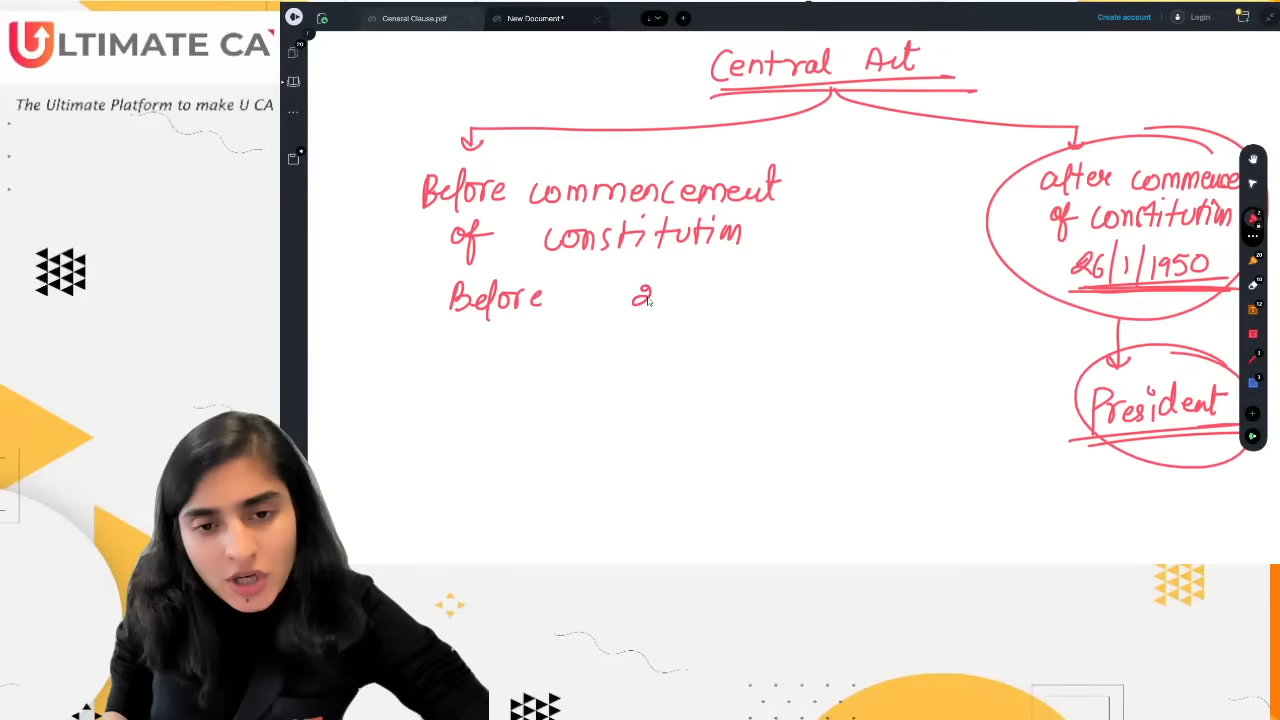 ULTIMATE CA
The Ultimate Platform to make U CA
General Clause.pdf
New Document*
Create account
Login
Central Act
Before commencement
of constitution
Before 2
after commence
of constitution
26/1/1950
President